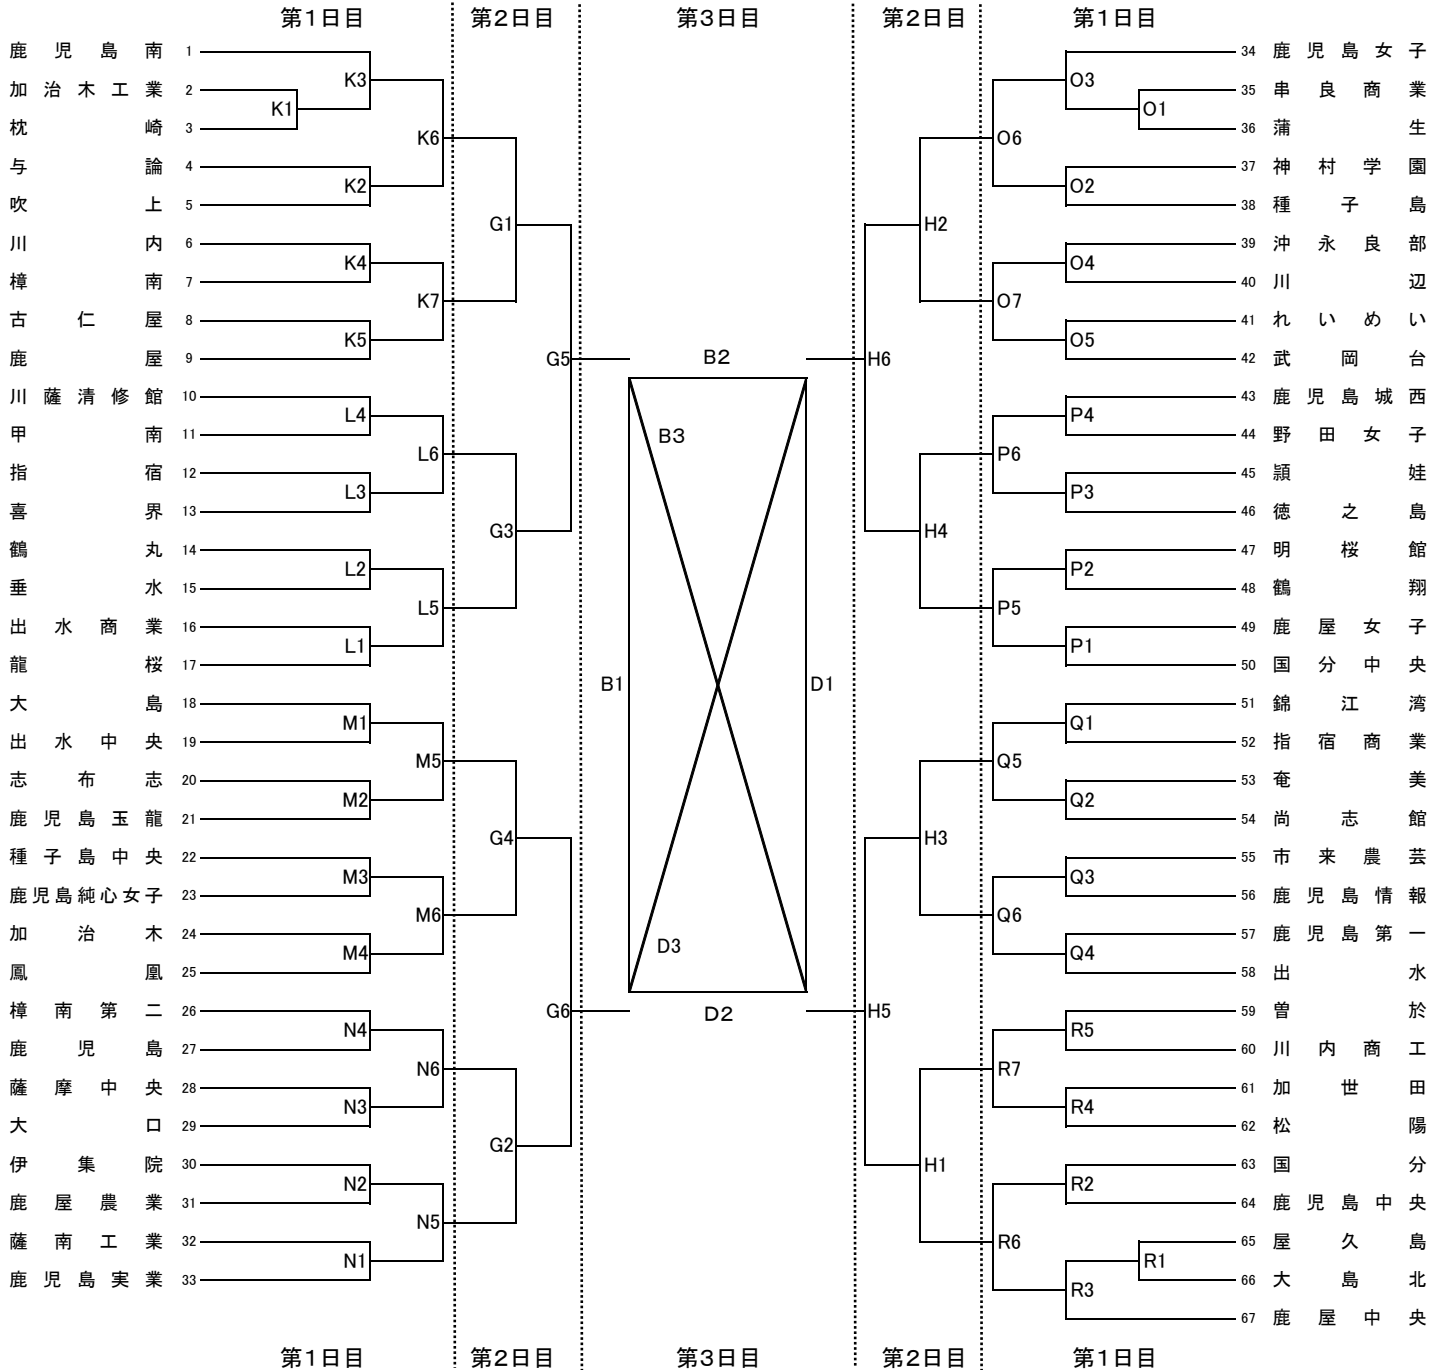 第1日目 第2日目 第3日目 第2日目 第1日目
鹿児島南 1
加治木工業 2
枕崎 3
与論 4
吹上 5
川内 6
樟南 7
古仁屋 8
鹿屋 9
川薩清修館 10
甲南 11
指宿 12
喜界 13
鶴丸 14
垂水 15
出水商業 16
龍桜 17
大島 18
出水中央 19
志布志 20
鹿児島玉龍 21
種子島中央 22
鹿児島純心女子 23
加治木 24
鳳凰 25
樟南第二 26
鹿児島 27
薩摩中央 28
大口 29
伊集院 30
鹿屋農業 31
薩南工業 32
鹿児島実業 33
K1
K3
K2
K4
K5
L4
L3
L2
L1
M1
M2
M3
M4
N4
N3
N2
N1
K6
K7
L6
L5
M5
M6
N6
N5
G1
G3
G4
G2
G5
G6
B2
B3
B1
D1
D3
D2
H6
H5
H2
H4
H3
H1
O6
O7
P6
P5
Q5
Q6
R7
R6
O3
O1
O2
O4
O5
P4
P3
P2
P1
Q1
Q2
Q3
Q4
R5
R4
R2
R1
R3
34 鹿児島女子
35 串良商業
36 蒲生
37 神村学園
38 種子島
39 沖永良部
40 川辺
41 れいめい
42 武岡台
43 鹿児島城西
44 野田女子
45 頴娃
46 徳之島
47 明桜館
48 鶴翔
49 鹿屋女子
50 国分中央
51 錦江湾
52 指宿商業
53 奄美
54 尚志館
55 市来農芸
56 鹿児島情報
57 鹿児島第一
58 出水
59 曽於
60 川内商工
61 加世田
62 松陽
63 国分
64 鹿児島中央
65 屋久島
66 大島北
67 鹿屋中央
第1日目 第2日目 第3日目 第2日目 第1日目